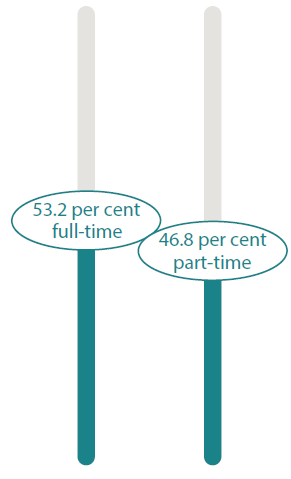 53.2 per cent
full-time
46.8 per cent
part-time